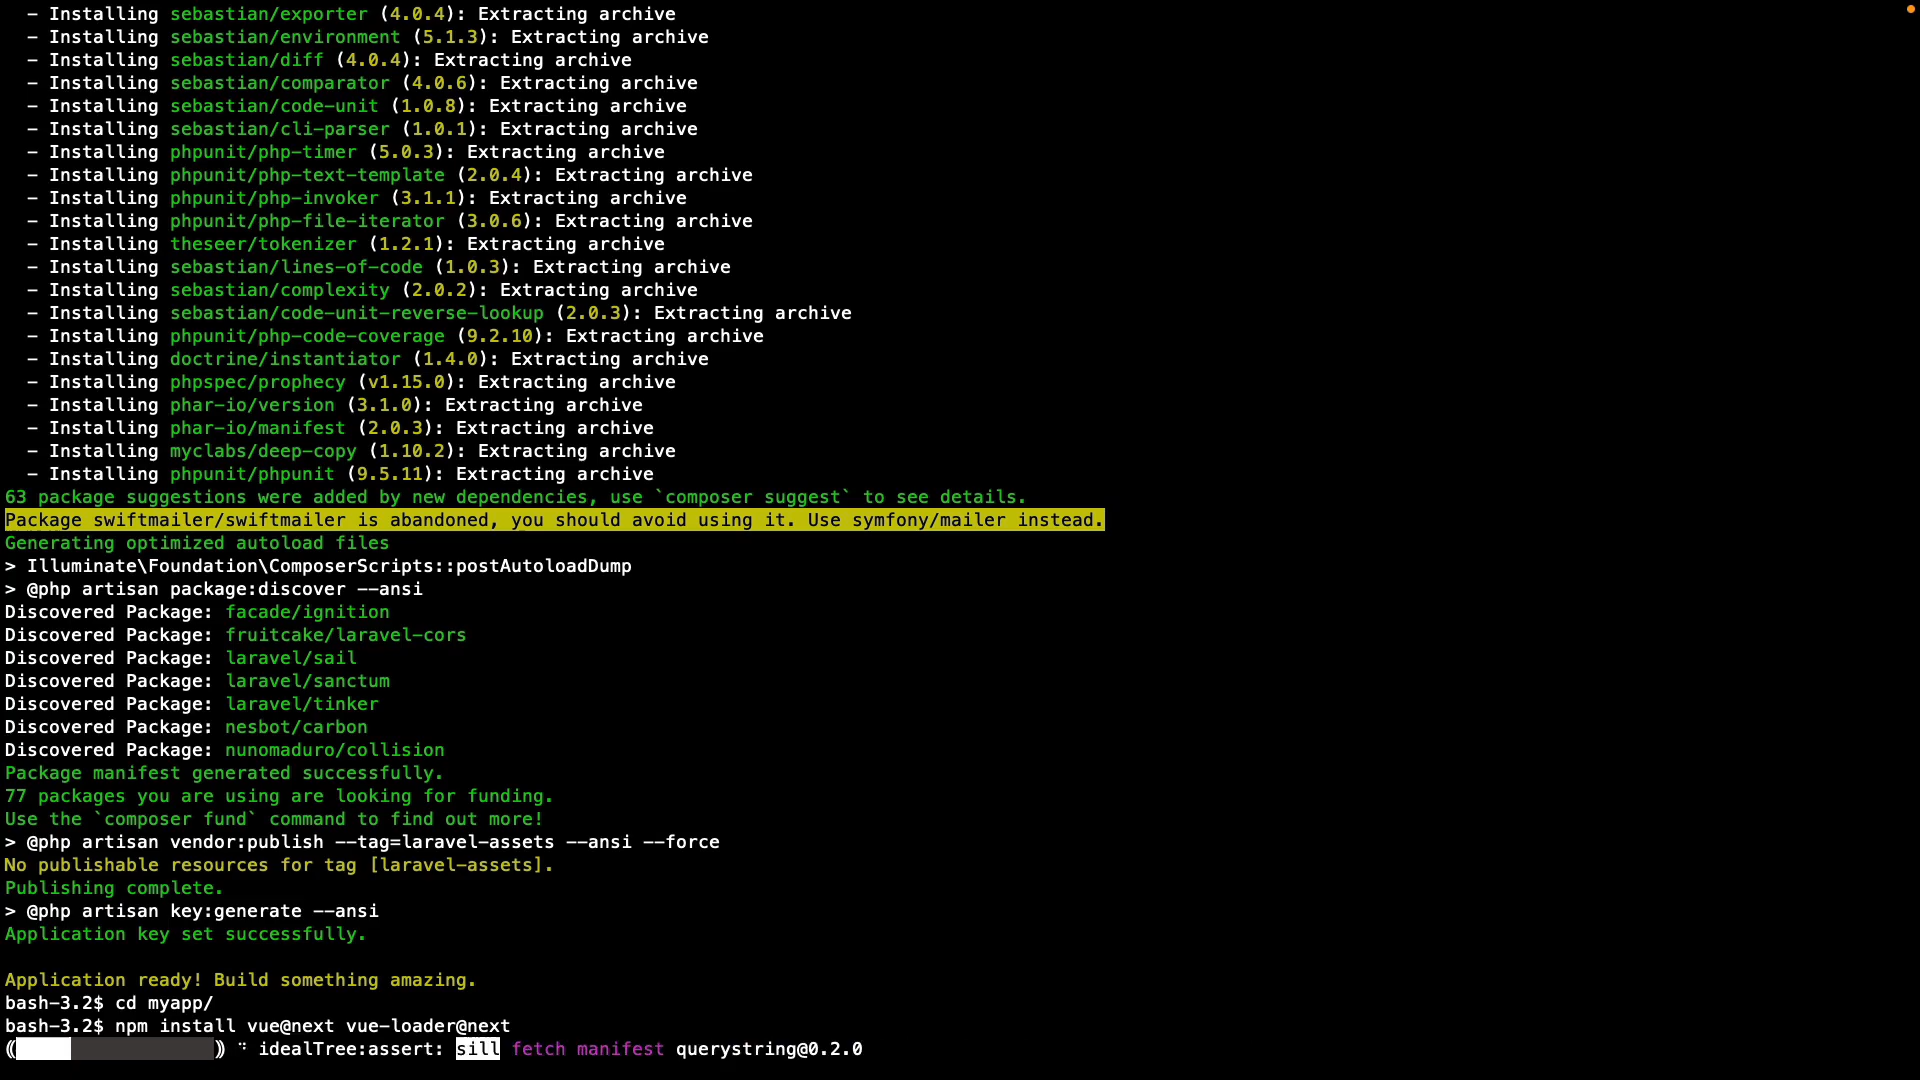 – Installing sebastian/exporter (4.0.4): Extracting archive
– Installing sebastian/environment (5.1.3): Extracting archive
– Installing sebastian/diff (4.0.4): Extracting archive
– Installing sebastian/comparator (4.0.6): Extracting archive
– Installing sebastian/code-unit (1.0.8): Extracting archive
– Installing sebastian/cli-parser (1.0.1): Extracting archive
– Installing phpunit/php-timer (5.0.3): Extracting archive
– Installing phpunit/php-text-template (2.0.4): Extracting archive
– Installing phpunit/php-invoker (3.1.1): Extracting archive
– Installing phpunit/php-file-iterator (3.0.6): Extracting archive
– Installing theseer/tokenizer (1.2.1): Extracting archive
– Installing sebastian/lines-of-code (1.0.3): Extracting archive
– Installing sebastian/complexity (2.0.2): Extracting archive
– Installing sebastian/code-unit-reverse-lookup (2.0.3): Extracting archive
– Installing phpunit/php-code-coverage (9.2.10): Extracting archive
– Installing doctrine/instantiator (1.4.0): Extracting archive
– Installing phpspec/prophecy (v1.15.0): Extracting archive
– Installing phar-io/version (3.1.0): Extracting archive
– Installing phar-io/manifest (2.0.3): Extracting archive
– Installing myclabs/deep-copy (1.10.2): Extracting archive
– Installing phpunit/phpunit (9.5.11): Extracting archive
63 package suggestions were added by new dependencies, use `composer suggest` to see details.
Package swiftmailer/swiftmailer is abandoned, you should avoid using it. Use symfony/mailer instead.
Generating optimized autoload files
> Illuminate\Foundation\ComposerScripts::postAutoloadDump
> @php artisan package:discover --ansi
Discovered Package: facade/ignition
Discovered Package: fruitcake/laravel-cors
Discovered Package: laravel/sail
Discovered Package: laravel/sanctum
Discovered Package: laravel/tinker
Discovered Package: nesbot/carbon
Discovered Package: nunomaduro/collision
Package manifest generated successfully.
77 packages you are using are looking for funding.
Use the `composer fund` command to find out more!
> @php artisan vendor:publish --tag=laravel-assets --ansi --force
No publishable resources for tag [laravel-assets].
Publishing complete.
> @php artisan key:generate --ansi
Application key set successfully.
Application ready! Build something amazing.
bash-3.2$ cd myapp/
bash-3.2$ npm install vue@next vue-loader@next
idealTree:assert: sill fetch manifest querystring@0.2.0